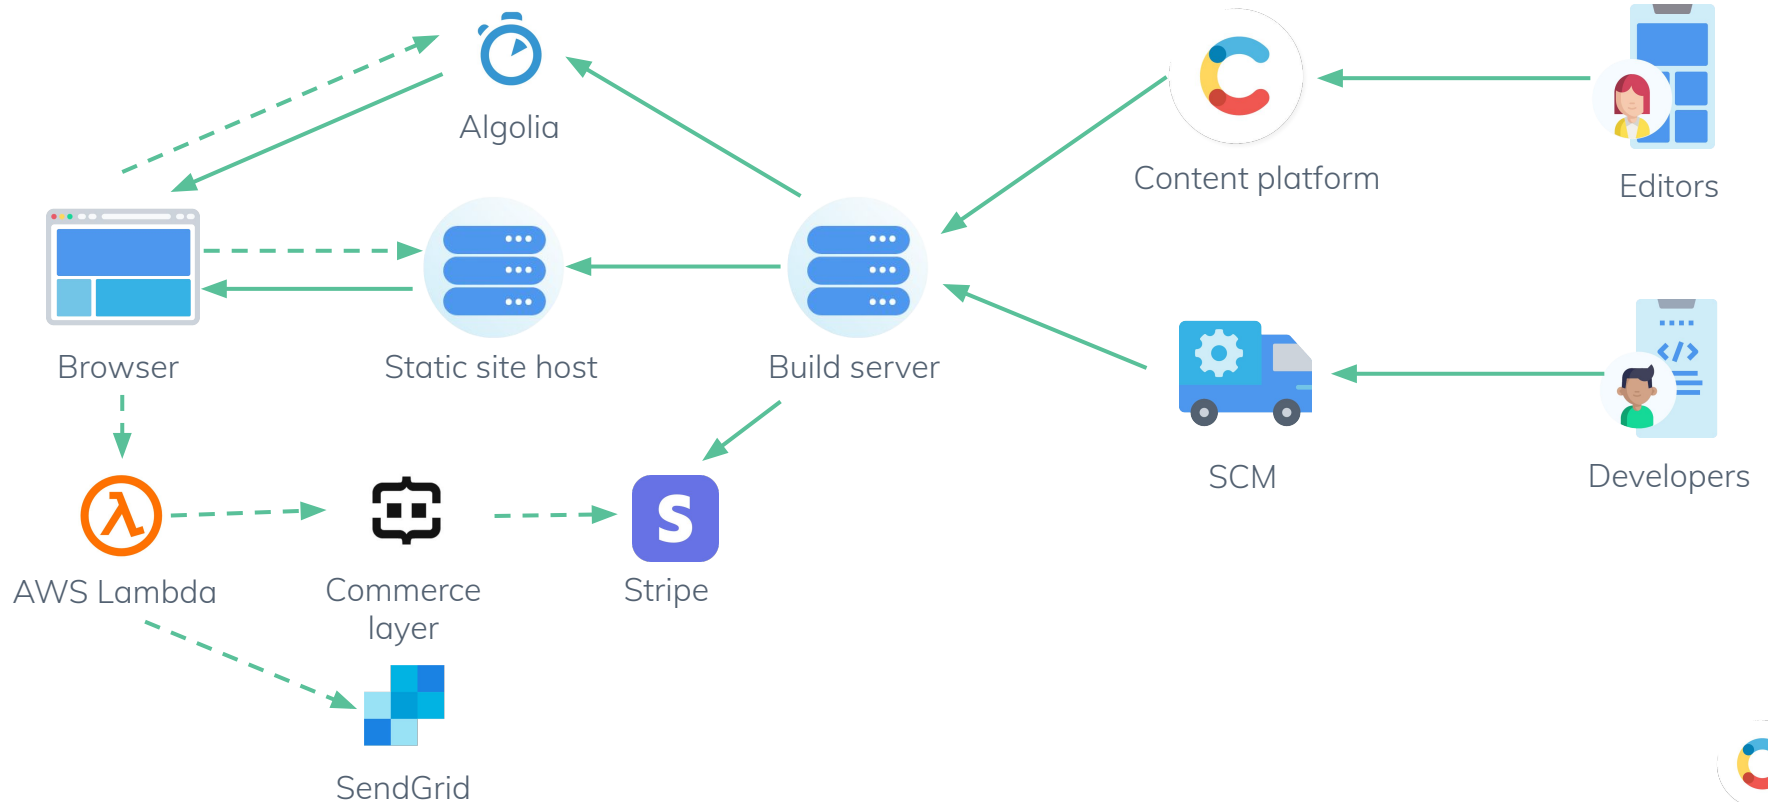 Algolia
Content platform
Editors
Browser
Static site host
Build server
SCM
Developers
AWS Lambda
Commerce
layer
Stripe
SendGrid